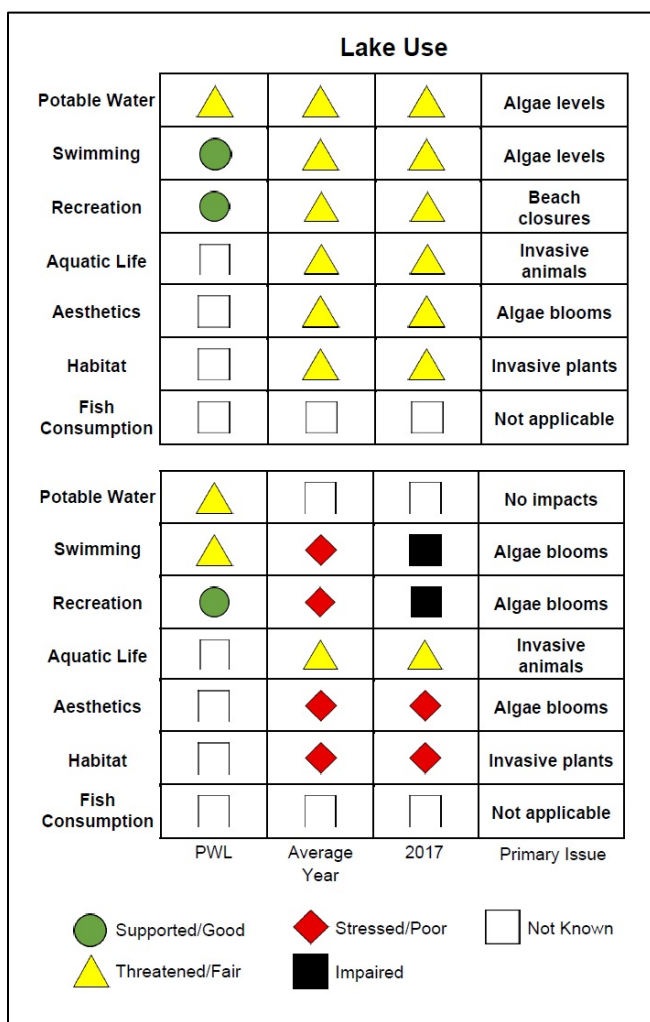 Lake Use
Potable Water Algae levels
Swimming Algae levels
Recreation Beach
closures
Aquatic Life Invasive
animals
Aesthetics Algae blooms
Habitat Invasive plants
Fish
Consumption Not applicable
Potable Water No impacts
Swimming Algae blooms
Recreation Algae blooms
Aquatic Life Invasive
animals
Aesthetics Algae blooms
Habitat Invasive plants
Fish
Consumption Not applicable
PWL Average 2017 Primary Issue
Year
Supported/Good Stressed/Poor Not Known
Threatened/Fair Impaired